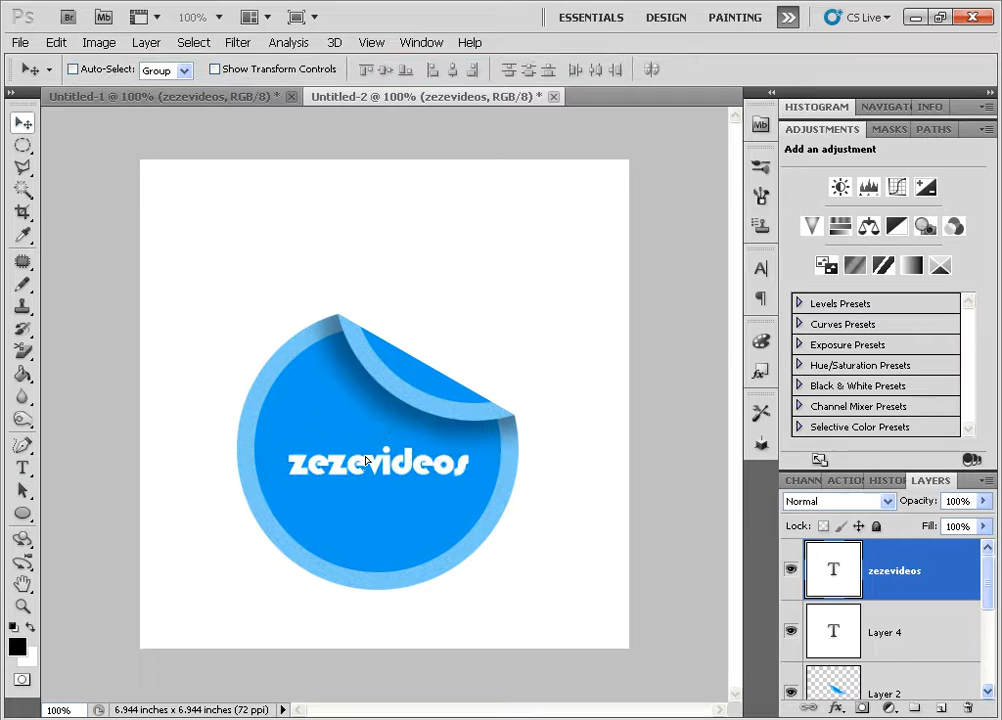 Ps Br Mb 100% ESSENTIALS DESIGN PAINTING CS Live
File Edit Image Layer Select Filter Analysis 3D View Window Help
Auto-Select: Group Show Transform Controls
Untitled-1 @ 100% (zezevideos, RGB/8) * Untitled-2 @ 100% (zezevideos, RGB/8) *
HISTOGRAM NAVIGAT INFO
ADJUSTMENTS MASKS PATHS
Add an adjustment
Levels Presets
Curves Presets
Exposure Presets
Hue/Saturation Presets
Black & White Presets
Channel Mixer Presets
Selective Color Presets
zezevideos
CHANN ACTIO HISTOR LAYERS
Normal Opacity: 100%
Lock: Fill: 100%
T zezevideos
T Layer 4
Layer 2
100% 6.944 inches x 6.944 inches (72 ppi)